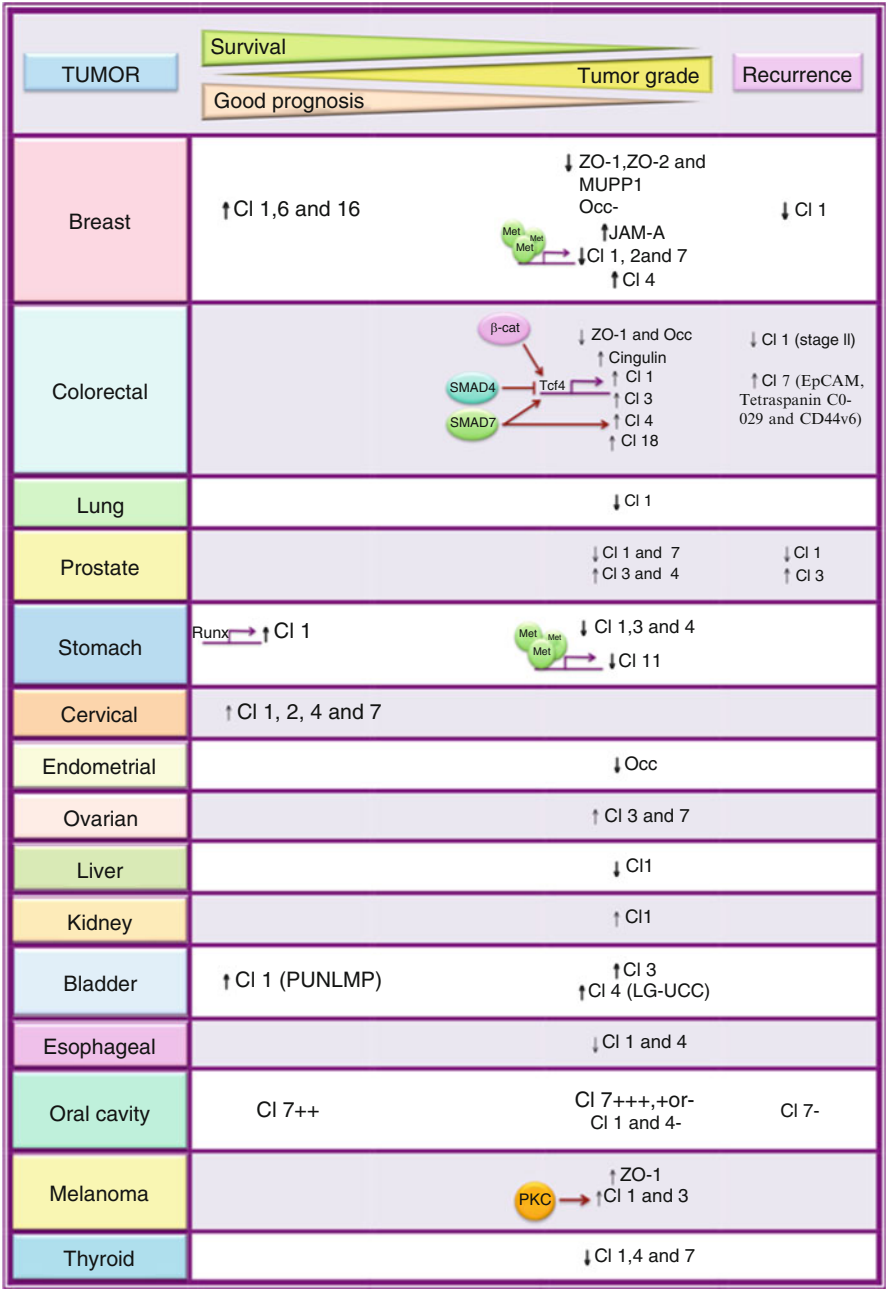 TUMOR
Survival
Tumor grade
Good prognosis
Recurrence
Breast
↑Cl 1,6 and 16
↓ ZO-1,ZO-2 and
MUPP1
Occ-
↑JAM-A
Met Met Met
↓Cl 1, 2and 7
↑Cl 4
↓ Cl 1
Colorectal
β-cat
SMAD4
SMAD7
Tcf4
↓ ZO-1 and Occ
↑ Cingulin
↑ Cl 1
↑ Cl 3
↑ Cl 4
↑ Cl 18
↓ Cl 1 (stage II)
↑Cl 7 (EpCAM,
Tetraspanin C0-
029 and CD44v6)
Lung
↓Cl 1
Prostate
↓Cl 1 and 7
↑Cl 3 and 4
↓Cl 1
↑Cl 3
Stomach
Runx ↑Cl 1
Met Met Met
↓ Cl 1,3 and 4
↓Cl 11
Cervical
↑Cl 1, 2, 4 and 7
Endometrial
↓Occ
Ovarian
↑ Cl 3 and 7
Liver
↓Cl1
Kidney
↑Cl1
Bladder
↑Cl 1 (PUNLMP)
↑Cl 3
↑Cl 4 (LG-UCC)
Esophageal
↓Cl 1 and 4
Oral cavity
Cl 7++
Cl 7+++,+or-
Cl 1 and 4-
Cl 7-
Melanoma
PKC
↑ZO-1
↑Cl 1 and 3
Thyroid
↓Cl 1,4 and 7